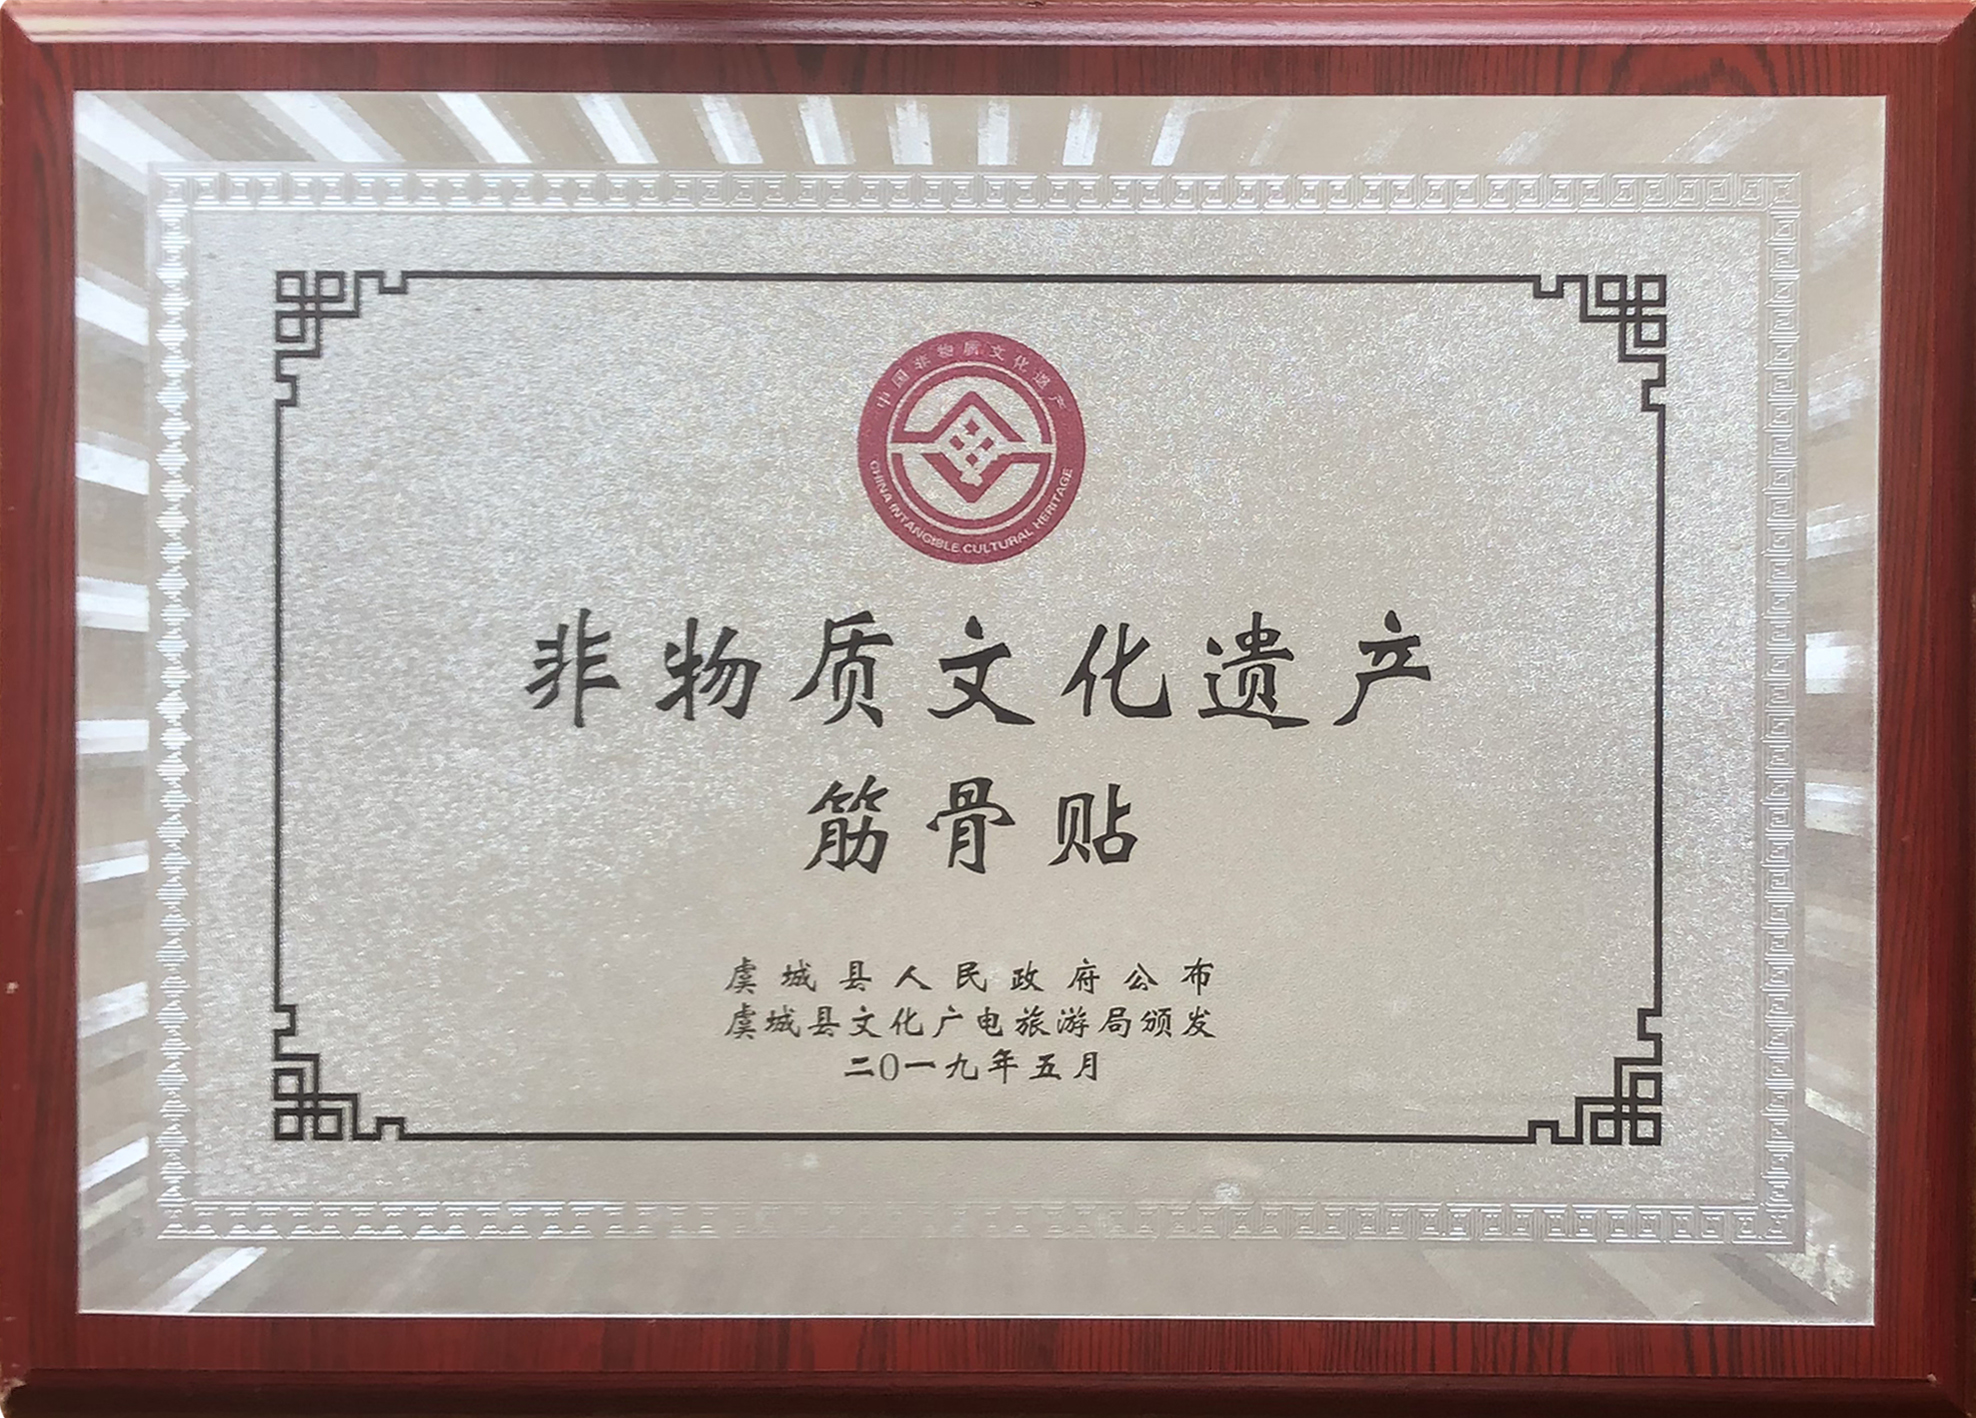 中国非物质文化遗产
CHINA INTANGIBLE CULTURAL HERITAGE
非物质文化遗产
筋骨贴
虞城县人民政府公布
虞城县文化广电旅游局颁发
二0一九年五月